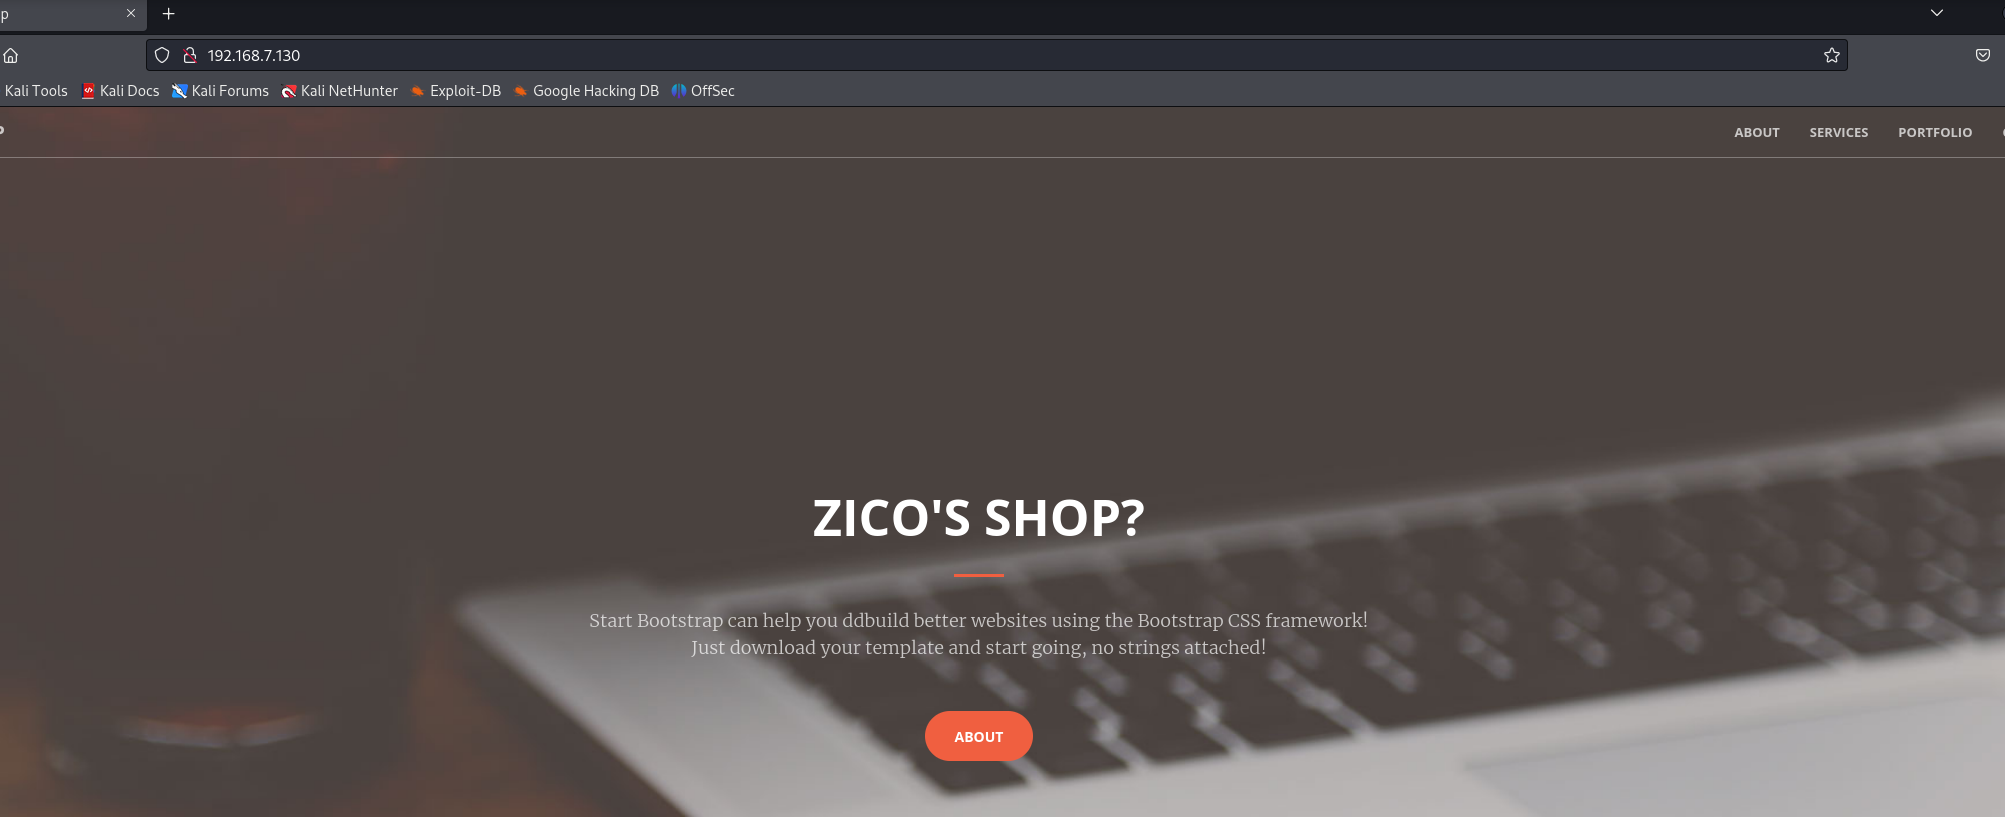 p
192.168.7.130
Kali Tools Kali Docs Kali Forums Kali NetHunter Exploit-DB Google Hacking DB OffSec
P ABOUT SERVICES PORTFOLIO
ZICO'S SHOP?
Start Bootstrap can help you ddbuild better websites using the Bootstrap CSS framework!
Just download your template and start going, no strings attached!
ABOUT